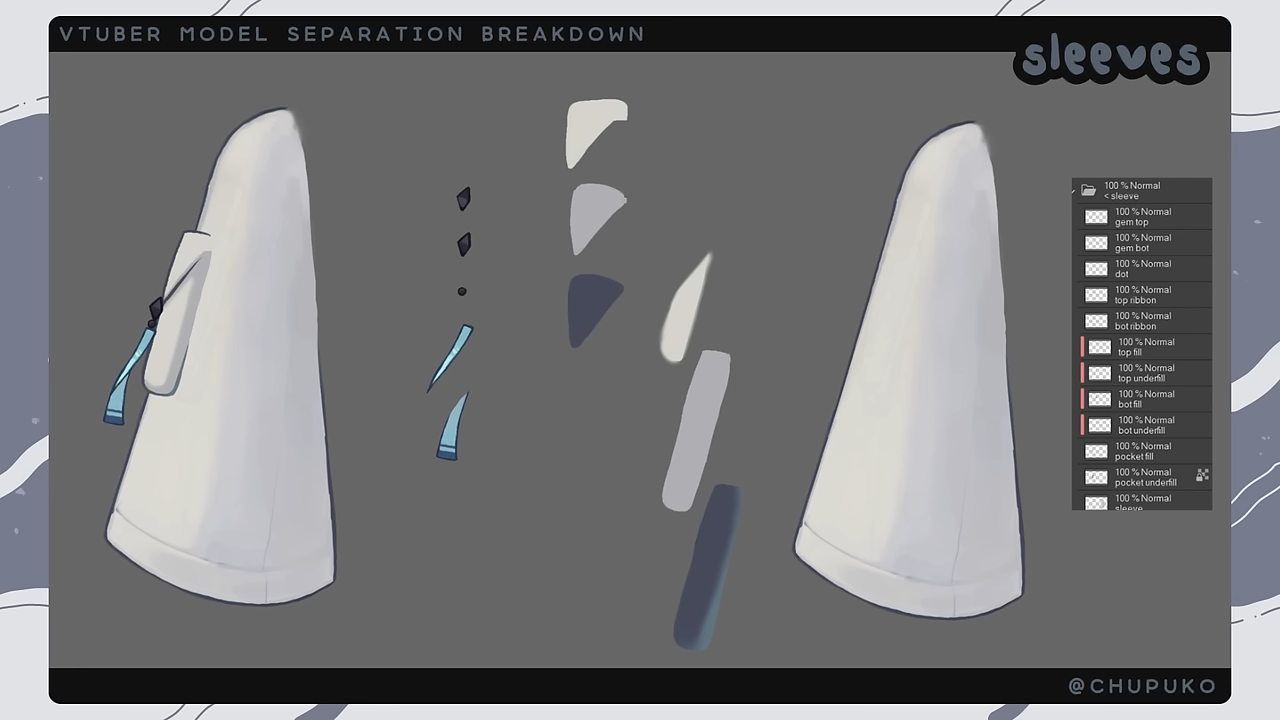 VTUBER MODEL SEPARATION BREAKDOWN
sleeves
100 % Normal
< sleeve
100 % Normal
gem top
100 % Normal
gem bot
100 % Normal
dot
100 % Normal
top ribbon
100 % Normal
bot ribbon
100 % Normal
top fill
100 % Normal
top underfill
100 % Normal
bot fill
100 % Normal
bot underfill
100 % Normal
pocket fill
100 % Normal
pocket underfill
100 % Normal
sleeve
@CHUPUKO